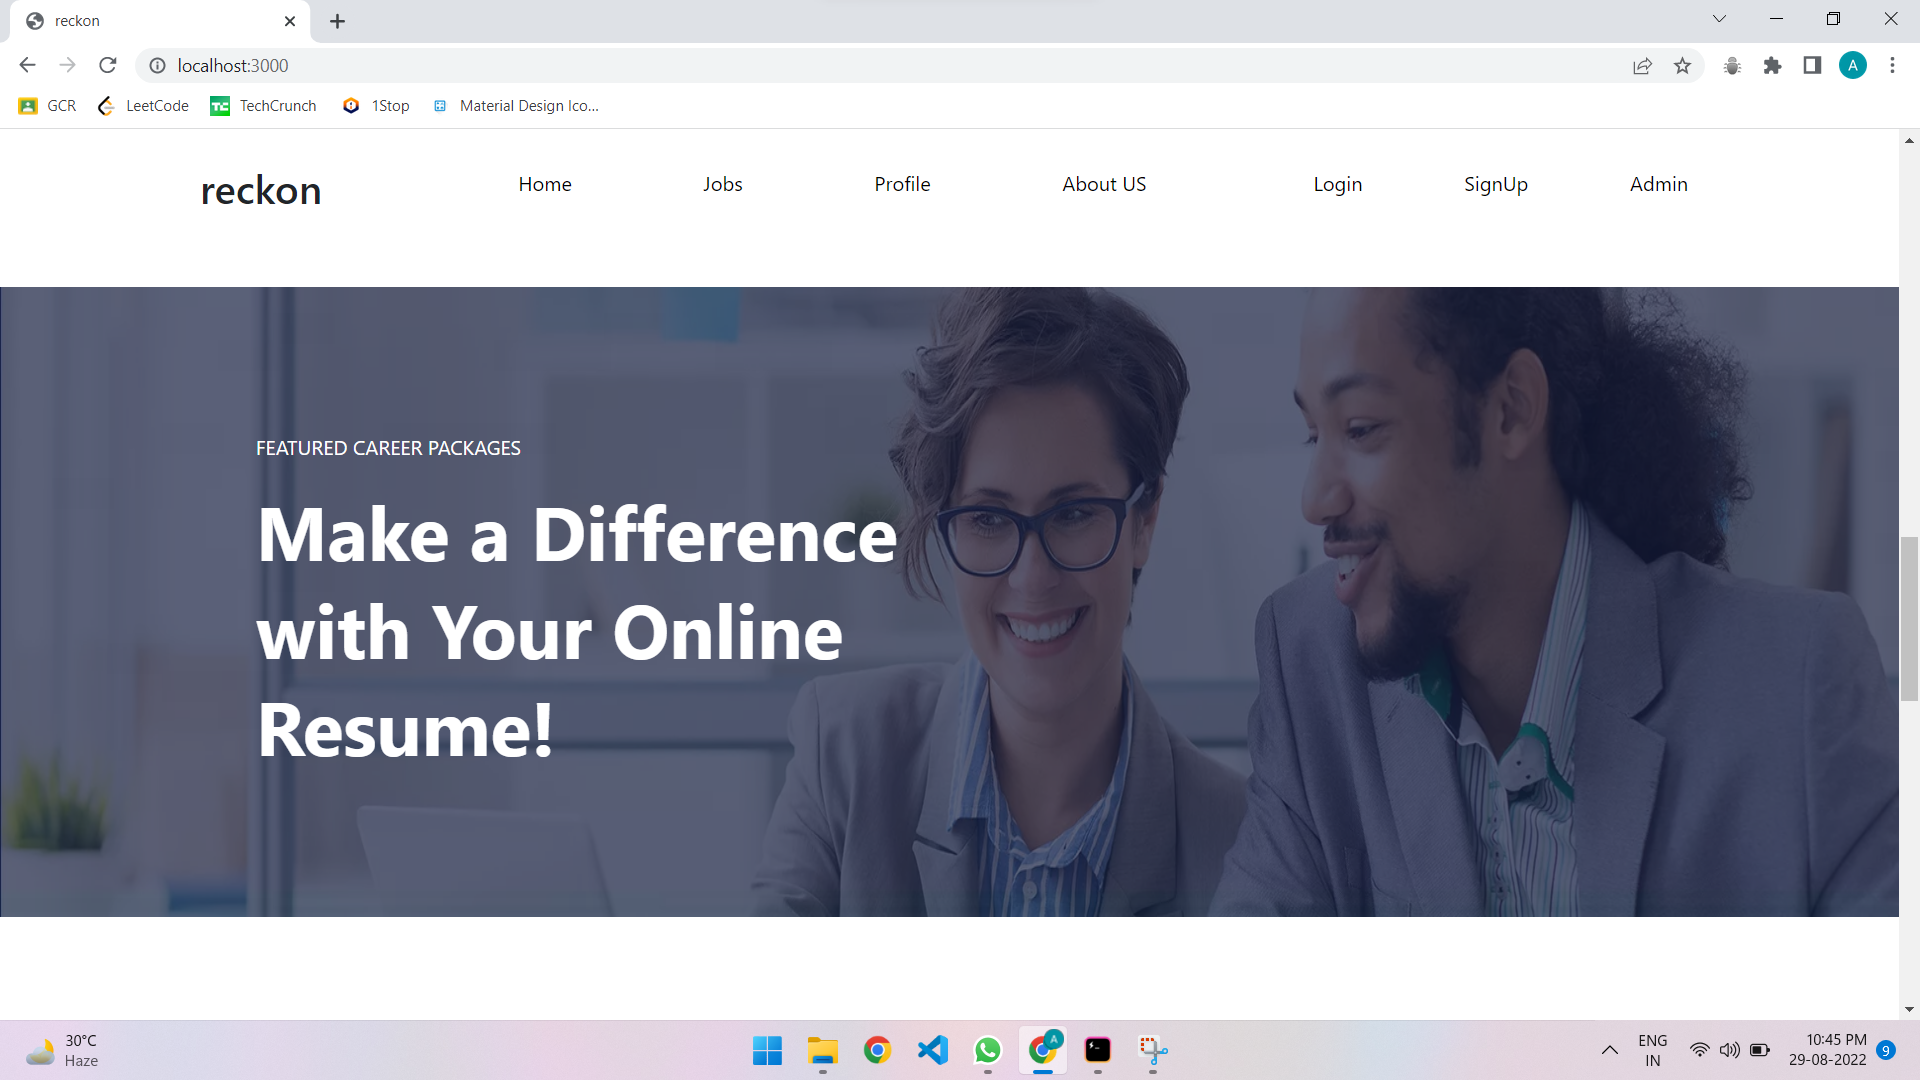 reckon
localhost:3000
A
GCR
LeetCode
TC TechCrunch
1Stop
Material Design Ico...
reckon
Home
Jobs
Profile
About US
Login
SignUp
Admin
FEATURED CAREER PACKAGES
Make a Difference
with Your Online
Resume!
30°C
Haze
A
ENG
IN
10:45 PM
29-08-2022
9